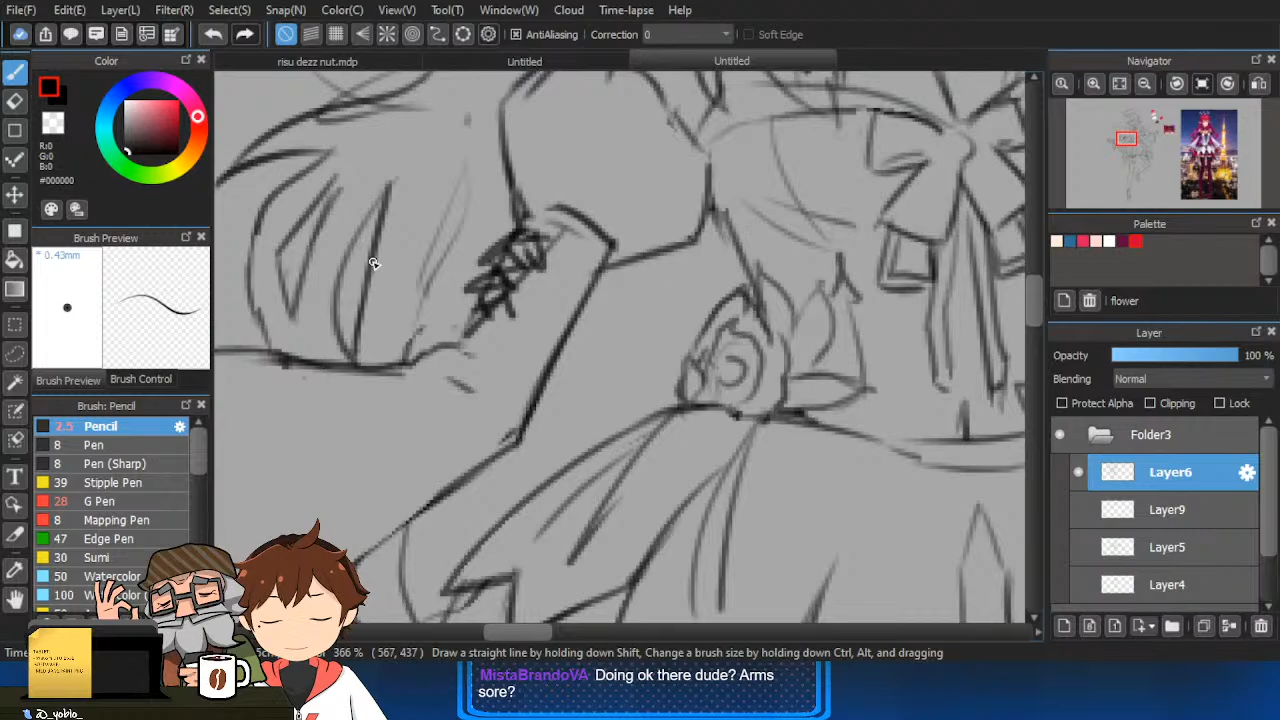 File(F) Edit(E) Layer(L) Filter(R) Select(S) Snap(N) Color(C) View(V) Tool(T) Window(W) Cloud Time-lapse Help
AntiAliasing Correction 0 Soft Edge
Color
risu dezz nut.mdp Untitled Untitled
Navigator
R:0
G:0
B:0
#000000
Brush Preview
* 0.43mm
Brush Preview Brush Control
Brush: Pencil
2.5 Pencil
8 Pen
8 Pen (Sharp)
39 Stipple Pen
28 G Pen
8 Mapping Pen
47 Edge Pen
30 Sumi
50 Watercolor
100
Palette
flower
Layer
Opacity 100 %
Blending Normal
Protect Alpha Clipping Lock
Folder3
Layer6
Layer9
Layer5
Layer4
366 % ( 567, 437 ) Draw a straight line by holding down Shift, Change a brush size by holding down Ctrl, Alt, and dragging
MistaBrandoVA Doing ok there dude? Arms
sore?